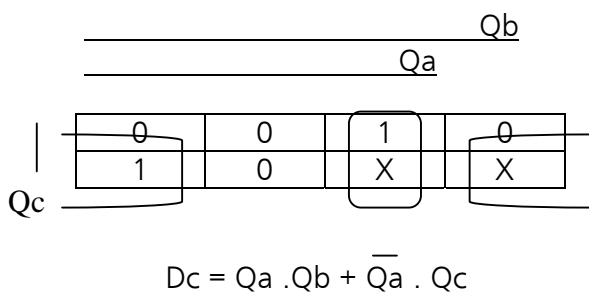 Qb
Qa
0 0 1 0
1 0 X X
Qc
Dc = Qa .Qb + Q̅a̅ . Qc